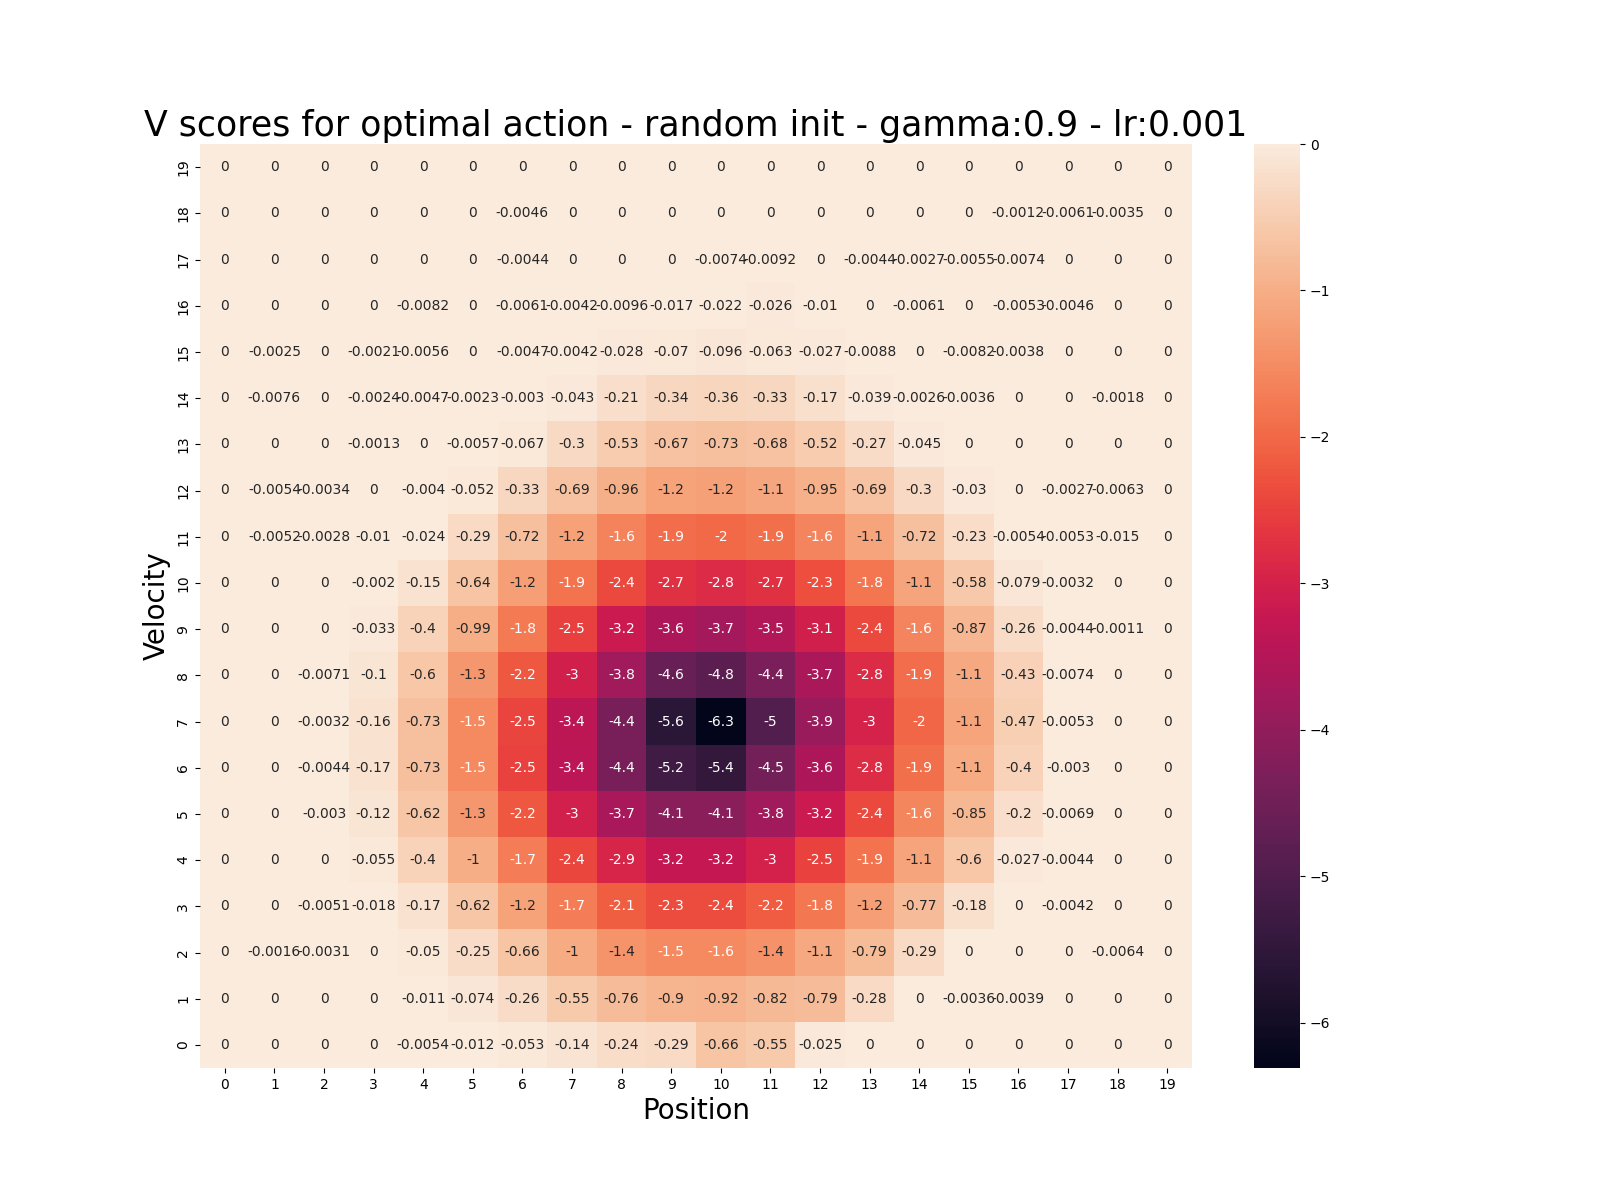 V scores for optimal action - random init - gamma:0.9 - lr:0.001
19 0 0 0 0 0 0 0 0 0 0 0 0 0 0 0 0 0 0 0 0
18 0 0 0 0 0 0 -0.0046 0 0 0 0 0 0 0 0 0 -0.0012 -0.0061 -0.0035 0
17 0 0 0 0 0 0 -0.0044 0 0 0 -0.0074 -0.0092 0 -0.0044 -0.0027 -0.0055 -0.0074 0 0 0
16 0 0 0 0 -0.0082 0 -0.0061 -0.0042 -0.0096 -0.017 -0.022 -0.026 -0.01 0 -0.0061 0 -0.0053 -0.0046 0 0
15 0 -0.0025 0 -0.0021 -0.0056 0 -0.0047 -0.0042 -0.028 -0.07 -0.096 -0.063 -0.027 -0.0088 0 -0.0082 -0.0038 0 0 0
14 0 -0.0076 0 -0.0024 -0.0047 -0.0023 -0.003 -0.043 -0.21 -0.34 -0.36 -0.33 -0.17 -0.039 -0.0026 -0.0036 0 0 -0.0018 0
13 0 0 0 -0.0013 0 -0.0057 -0.067 -0.3 -0.53 -0.67 -0.73 -0.68 -0.52 -0.27 -0.045 0 0 0 0 0
12 0 -0.0054 -0.0034 0 -0.004 -0.052 -0.33 -0.69 -0.96 -1.2 -1.2 -1.1 -0.95 -0.69 -0.3 -0.03 0 -0.0027 -0.0063 0
11 0 -0.0052 -0.0028 -0.01 -0.024 -0.29 -0.72 -1.2 -1.6 -1.9 -2 -1.9 -1.6 -1.1 -0.72 -0.23 -0.0054 -0.0053 -0.015 0
10 0 0 0 -0.002 -0.15 -0.64 -1.2 -1.9 -2.4 -2.7 -2.8 -2.7 -2.3 -1.8 -1.1 -0.58 -0.079 -0.0032 0 0
9 0 0 0 -0.033 -0.4 -0.99 -1.8 -2.5 -3.2 -3.6 -3.7 -3.5 -3.1 -2.4 -1.6 -0.87 -0.26 -0.0044 -0.0011 0
8 0 0 -0.0071 -0.1 -0.6 -1.3 -2.2 -3 -3.8 -4.6 -4.8 -4.4 -3.7 -2.8 -1.9 -1.1 -0.43 -0.0074 0 0
7 0 0 -0.0032 -0.16 -0.73 -1.5 -2.5 -3.4 -4.4 -5.6 -6.3 -5 -3.9 -3 -2 -1.1 -0.47 -0.0053 0 0
6 0 0 -0.0044 -0.17 -0.73 -1.5 -2.5 -3.4 -4.4 -5.2 -5.4 -4.5 -3.6 -2.8 -1.9 -1.1 -0.4 -0.003 0 0
5 0 0 -0.003 -0.12 -0.62 -1.3 -2.2 -3 -3.7 -4.1 -4.1 -3.8 -3.2 -2.4 -1.6 -0.85 -0.2 -0.0069 0 0
4 0 0 0 -0.055 -0.4 -1 -1.7 -2.4 -2.9 -3.2 -3.2 -3 -2.5 -1.9 -1.1 -0.6 -0.027 -0.0044 0 0
3 0 0 -0.0051 -0.018 -0.17 -0.62 -1.2 -1.7 -2.1 -2.3 -2.4 -2.2 -1.8 -1.2 -0.77 -0.18 0 -0.0042 0 0
2 0 -0.0016 -0.0031 0 -0.05 -0.25 -0.66 -1 -1.4 -1.5 -1.6 -1.4 -1.1 -0.79 -0.29 0 0 0 -0.0064 0
1 0 0 0 0 -0.011 -0.074 -0.26 -0.55 -0.76 -0.9 -0.92 -0.82 -0.79 -0.28 0 -0.0036 -0.0039 0 0 0
0 0 0 0 0 -0.0054 -0.012 -0.053 -0.14 -0.24 -0.29 -0.66 -0.55 -0.025 0 0 0 0 0 0 0
0 1 2 3 4 5 6 7 8 9 10 11 12 13 14 15 16 17 18 19
Position
Velocity
0
−1
−2
−3
−4
−5
−6